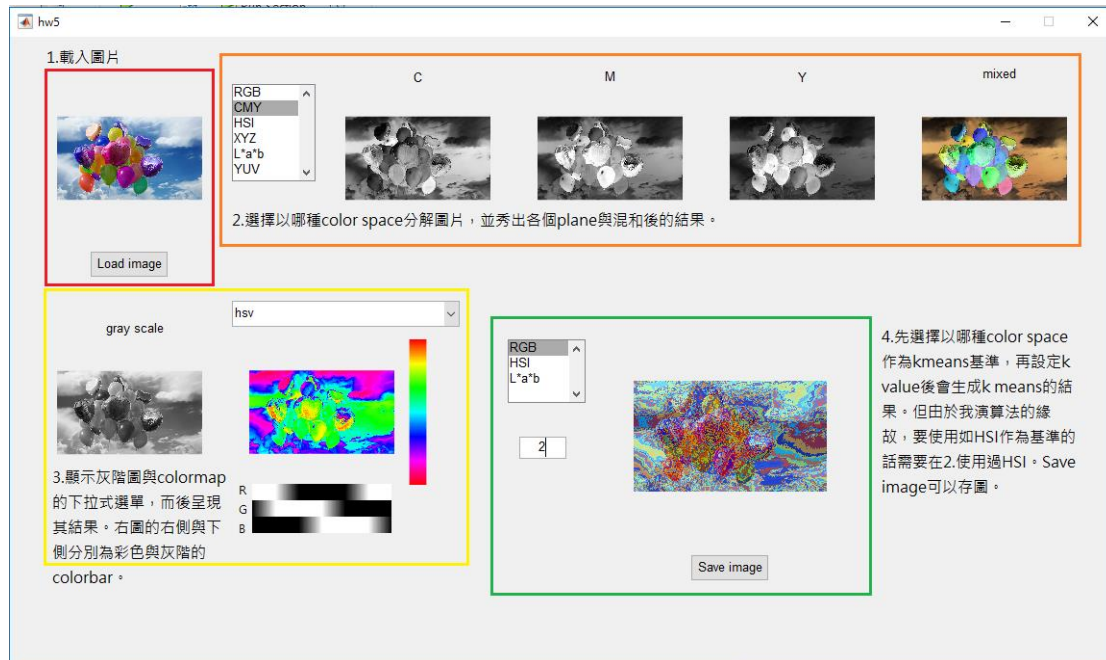 hw5
1.載入圖片
RGB
CMY
HSI
XYZ
L*a*b
YUV
C
M
Y
mixed
2.選擇以哪種color space分解圖片，並秀出各個plane與混和後的結果。
Load image
gray scale
hsv
3.顯示灰階圖與colormap
的下拉式選單，而後呈現
其結果。右圖的右側與下
側分別為彩色與灰階的
colorbar。
R
G
B
RGB
HSI
L*a*b
2
Save image
4.先選擇以哪種color space
作為kmeans基準，再設定k
value後會生成k means的結
果。但由於我演算法的緣
故，要使用如HSI作為基準的
話需要在2.使用過HSI。Save
image可以存圖。